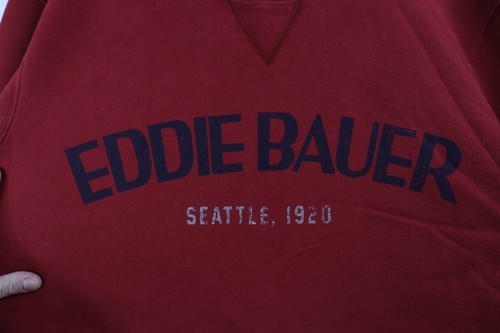 EDDIE BAUER
SEATTLE, 1920